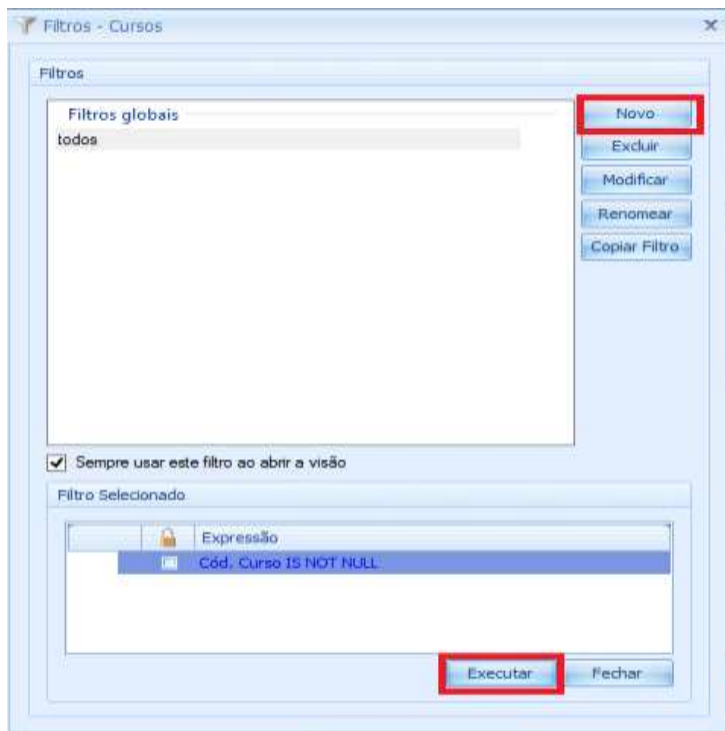 Filtros - Cursos
Filtros
Filtros globais
todos
Novo
Excluir
Modificar
Renomear
Copiar Filtro
Sempre usar este filtro ao abrir a visão
Filtro Selecionado
Expressão
Cód. Curso IS NOT NULL
Executar
Fechar